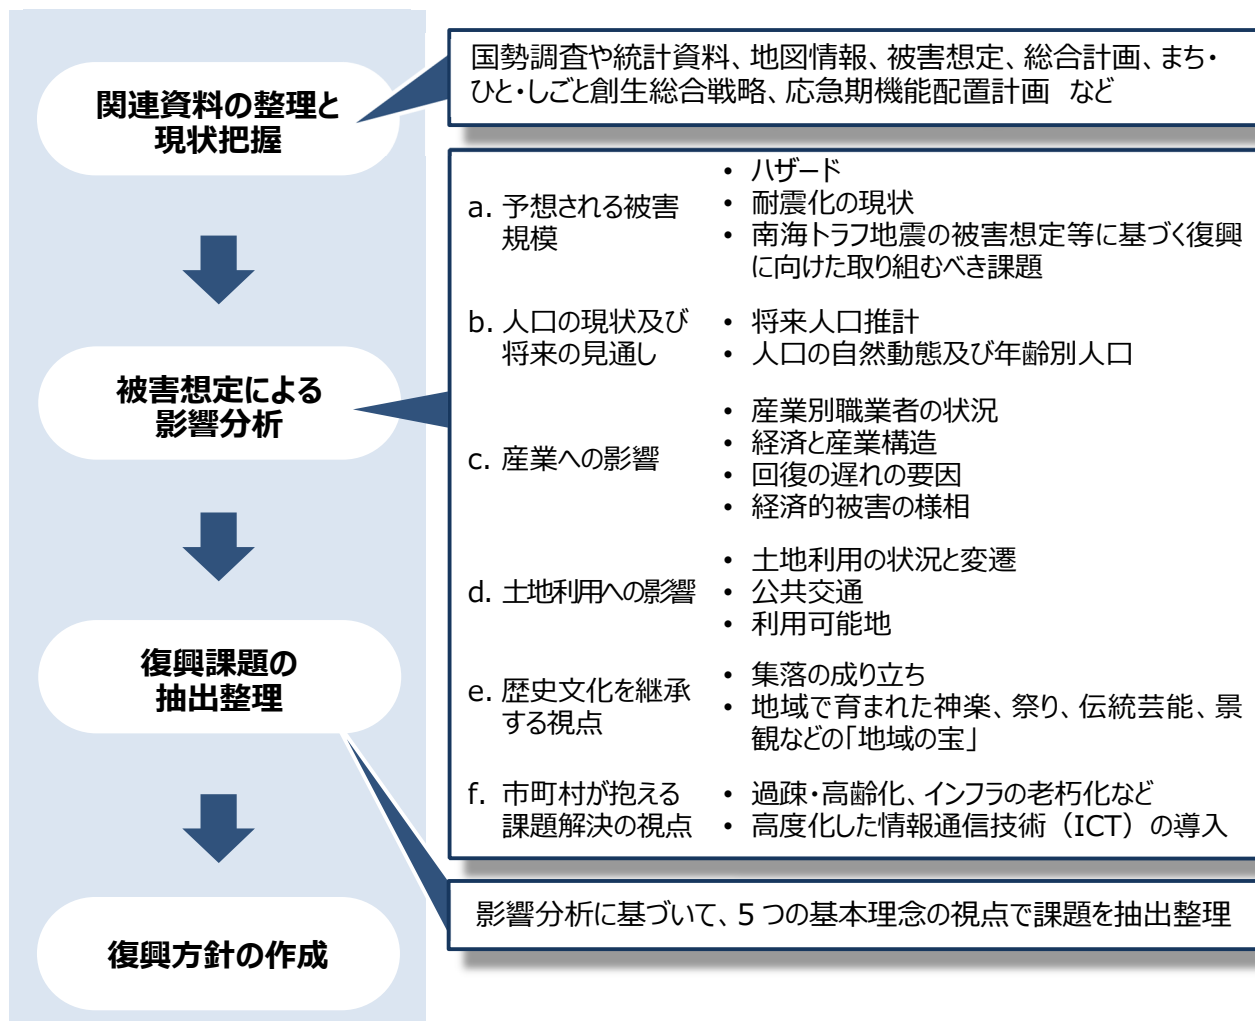 関連資料の整理と
現状把握
国勢調査や統計資料、地図情報、被害想定、総合計画、まち・
ひと・しごと創生総合戦略、応急期機能配置計画 など
被害想定による
影響分析
a. 予想される被害
規模
• ハザード
• 耐震化の現状
• 南海トラフ地震の被害想定等に基づく復興
に向けた取り組むべき課題
b. 人口の現状及び
将来の見通し
• 将来人口推計
• 人口の自然動態及び年齢別人口
c. 産業への影響
• 産業別職業者の状況
• 経済と産業構造
• 回復の遅れの要因
• 経済的被害の様相
d. 土地利用への影響
• 土地利用の状況と変遷
• 公共交通
• 利用可能地
e. 歴史文化を継承
する視点
• 集落の成り立ち
• 地域で育まれた神楽、祭り、伝統芸能、景
観などの「地域の宝」
f. 市町村が抱える
課題解決の視点
• 過疎・高齢化、インフラの老朽化など
• 高度化した情報通信技術（ICT）の導入
復興課題の
抽出整理
影響分析に基づいて、5 つの基本理念の視点で課題を抽出整理
復興方針の作成